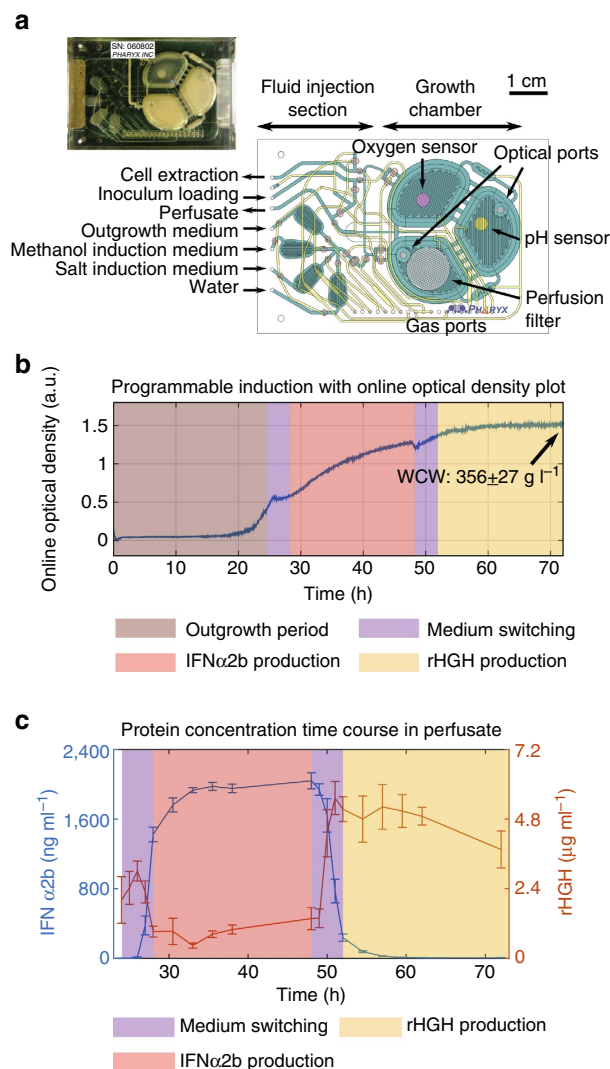 a
SN: 060802
PHARYX INC
1 cm
Fluid injection
section
Growth
chamber
Oxygen sensor
Optical ports
Cell extraction
Inoculum loading
Perfusate
Outgrowth medium
Methanol induction medium
Salt induction medium
Water
pH sensor
Perfusion
filter
PHARYX
Gas ports
b
Programmable induction with online optical density plot
Online optical density (a.u.)
1.5
1
0.5
0
WCW: 356±27 g l⁻¹
0 10 20 30 40 50 60 70
Time (h)
Outgrowth period
Medium switching
IFNα2b production
rHGH production
c
Protein concentration time course in perfusate
IFN α2b (ng ml⁻¹)
2,400
1,600
800
0
7.2
4.8
2.4
0
rHGH (μg ml⁻¹)
30 40 50 60 70
Time (h)
Medium switching
rHGH production
IFNα2b production